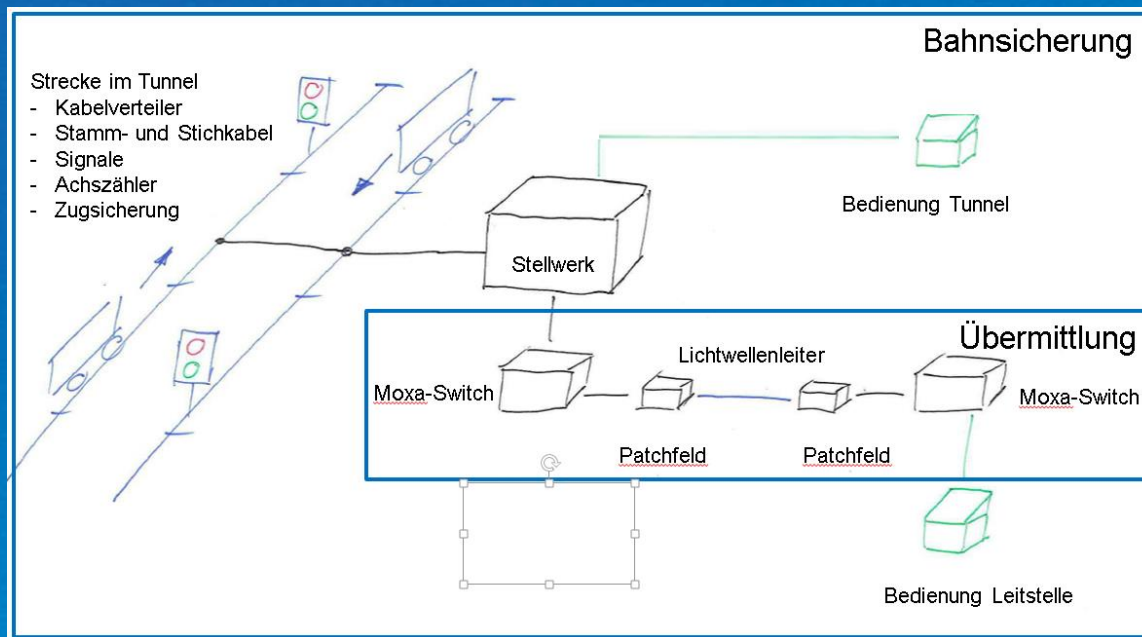 Bahnsicherung
Strecke im Tunnel
- Kabelverteiler
- Stamm- und Stichkabel
- Signale
- Achszähler
- Zugsicherung
Bedienung Tunnel
Stellwerk
Übermittlung
Lichtwellenleiter
Moxa-Switch
Moxa-Switch
Patchfeld
Patchfeld
Bedienung Leitstelle